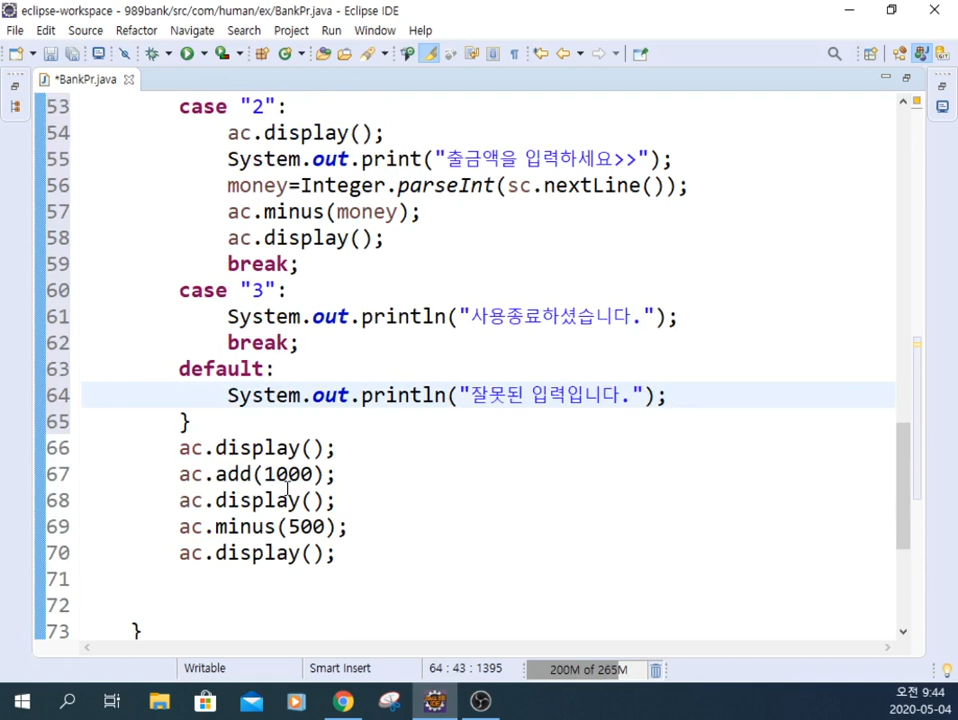 eclipse-workspace - 989bank/src/com/human/ex/BankPr.java - Eclipse IDE
File Edit Source Refactor Navigate Search Project Run Window Help
*BankPr.java
53 case "2":
54 ac.display();
55 System.out.print("출금액을 입력하세요>>");
56 money=Integer.parseInt(sc.nextLine());
57 ac.minus(money);
58 ac.display();
59 break;
60 case "3":
61 System.out.println("사용종료하셨습니다.");
62 break;
63 default:
64 System.out.println("잘못된 입력입니다.");
65 }
66 ac.display();
67 ac.add(1000);
68 ac.display();
69 ac.minus(500);
70 ac.display();
71
72
73 }
Writable Smart Insert 64 : 43 : 1395 200M of 265M
오전 9:44
2020-05-04